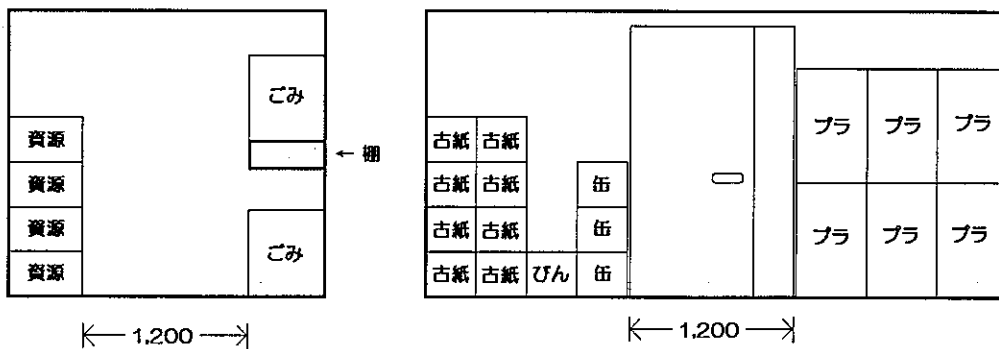 ごみ
資源
← 棚
資源
資源
ごみ
資源
1,200
プラ プラ プラ
古紙 古紙
古紙 古紙 缶
古紙 古紙 缶
プラ プラ プラ
古紙 古紙 びん 缶
1,200